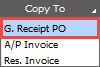 Copy To
G. Receipt PO
A/P Invoice
Res. Invoice